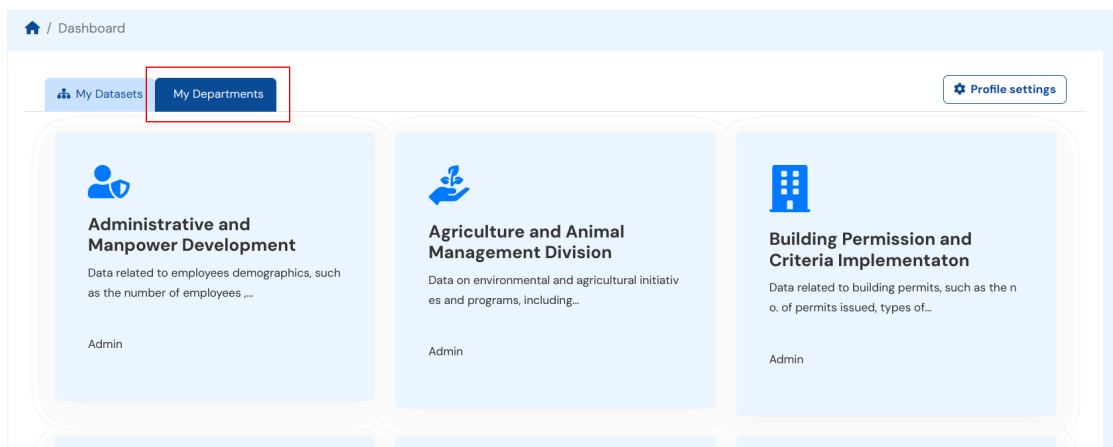 / Dashboard
My Datasets
My Departments
Profile settings
Administrative and
Manpower Development
Data related to employees demographics, such
as the number of employees ,...
Admin
Agriculture and Animal
Management Division
Data on environmental and agricultural initiativ
es and programs, including...
Admin
Building Permission and
Criteria Implementaton
Data related to building permits, such as the n
o. of permits issued, types of...
Admin